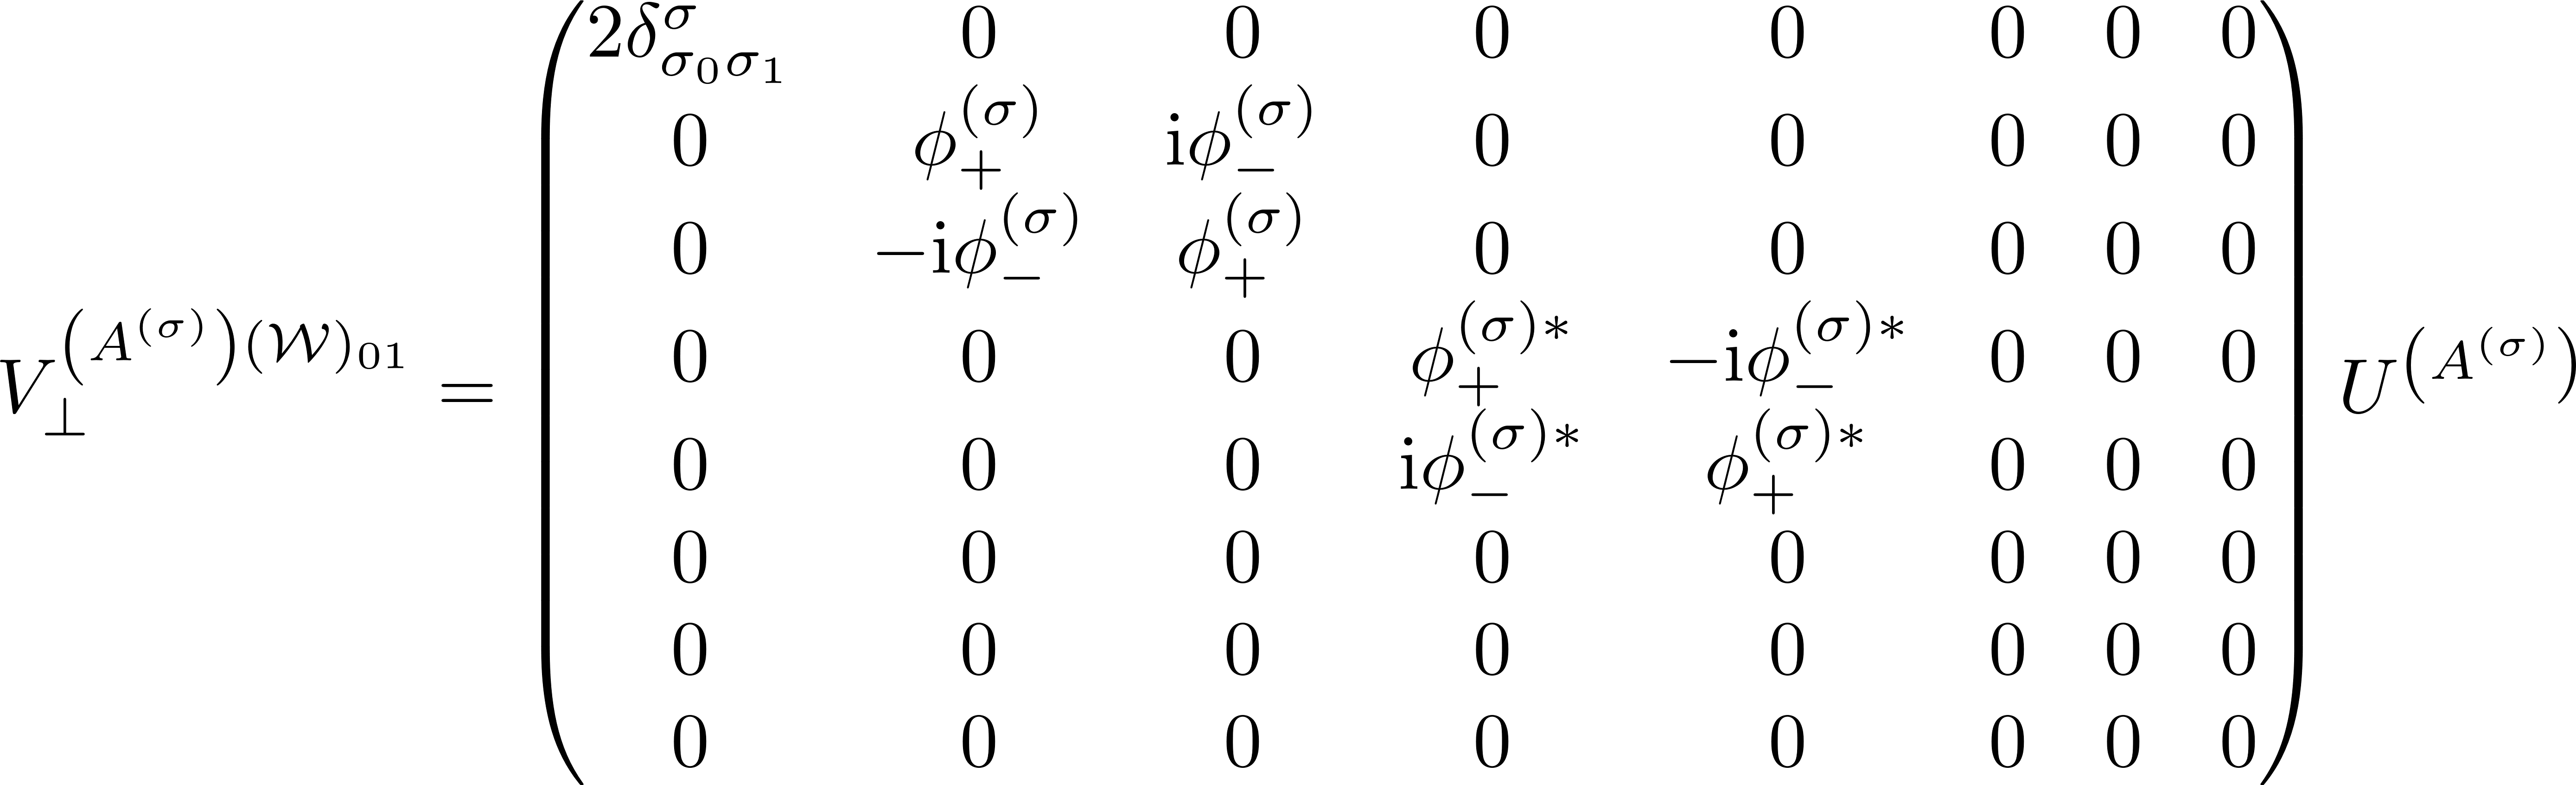 $$V_{\perp}^{\left(A^{(\sigma)}\right)(\mathcal{W})_{01}} = \begin{pmatrix} 2\delta^{\sigma}_{\sigma_0\sigma_1} & 0 & 0 & 0 & 0 & 0 & 0 & 0 \\ 0 & \phi_{+}^{(\sigma)} & \mathrm{i}\phi_{-}^{(\sigma)} & 0 & 0 & 0 & 0 & 0 \\ 0 & -\mathrm{i}\phi_{-}^{(\sigma)} & \phi_{+}^{(\sigma)} & 0 & 0 & 0 & 0 & 0 \\ 0 & 0 & 0 & \phi_{+}^{(\sigma)*} & -\mathrm{i}\phi_{-}^{(\sigma)*} & 0 & 0 & 0 \\ 0 & 0 & 0 & \mathrm{i}\phi_{-}^{(\sigma)*} & \phi_{+}^{(\sigma)*} & 0 & 0 & 0 \\ 0 & 0 & 0 & 0 & 0 & 0 & 0 & 0 \\ 0 & 0 & 0 & 0 & 0 & 0 & 0 & 0 \\ 0 & 0 & 0 & 0 & 0 & 0 & 0 & 0 \end{pmatrix} U^{\left(A^{(\sigma)}\right)}$$